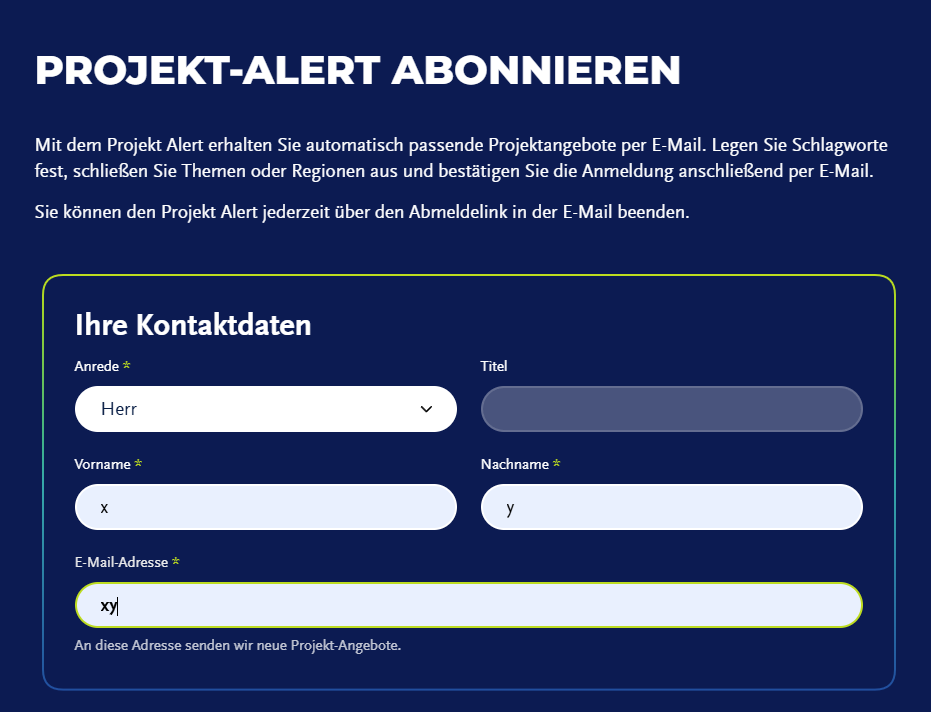 PROJEKT-ALERT ABONNIEREN
Mit dem Projekt Alert erhalten Sie automatisch passende Projektangebote per E-Mail. Legen Sie Schlagworte
fest, schließen Sie Themen oder Regionen aus und bestätigen Sie die Anmeldung anschließend per E-Mail.
Sie können den Projekt Alert jederzeit über den Abmeldelink in der E-Mail beenden.
Ihre Kontaktdaten
Anrede *
Titel
Herr
Vorname *
Nachname *
x
y
E-Mail-Adresse *
xy
An diese Adresse senden wir neue Projekt-Angebote.